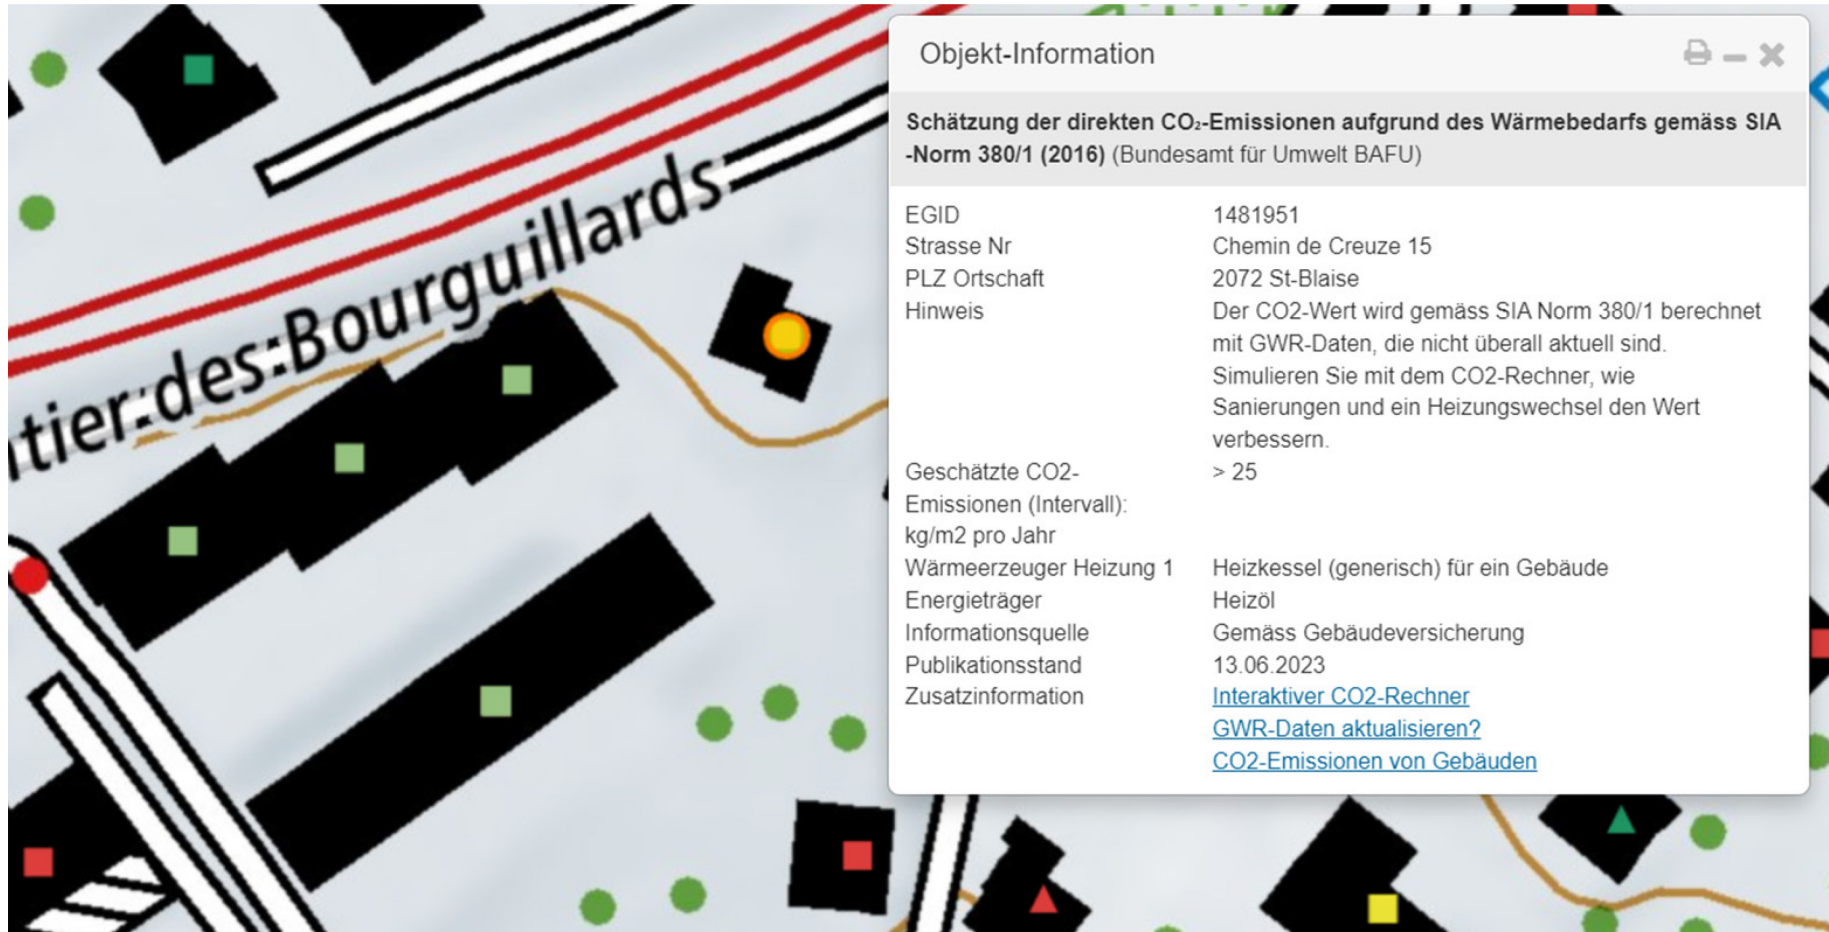 Objekt-Information
Schätzung der direkten CO₂-Emissionen aufgrund des Wärmebedarfs gemäss SIA
-Norm 380/1 (2016) (Bundesamt für Umwelt BAFU)
EGID 1481951
Strasse Nr Chemin de Creuze 15
PLZ Ortschaft 2072 St-Blaise
Hinweis Der CO2-Wert wird gemäss SIA Norm 380/1 berechnet
mit GWR-Daten, die nicht überall aktuell sind.
Simulieren Sie mit dem CO2-Rechner, wie
Sanierungen und ein Heizungswechsel den Wert
verbessern.
Geschätzte CO2- > 25
Emissionen (Intervall):
kg/m2 pro Jahr
Wärmeerzeuger Heizung 1 Heizkessel (generisch) für ein Gebäude
Energieträger Heizöl
Informationsquelle Gemäss Gebäudeversicherung
Publikationsstand 13.06.2023
Zusatzinformation Interaktiver CO2-Rechner
GWR-Daten aktualisieren?
CO2-Emissionen von Gebäuden
ntier des Bourguillards